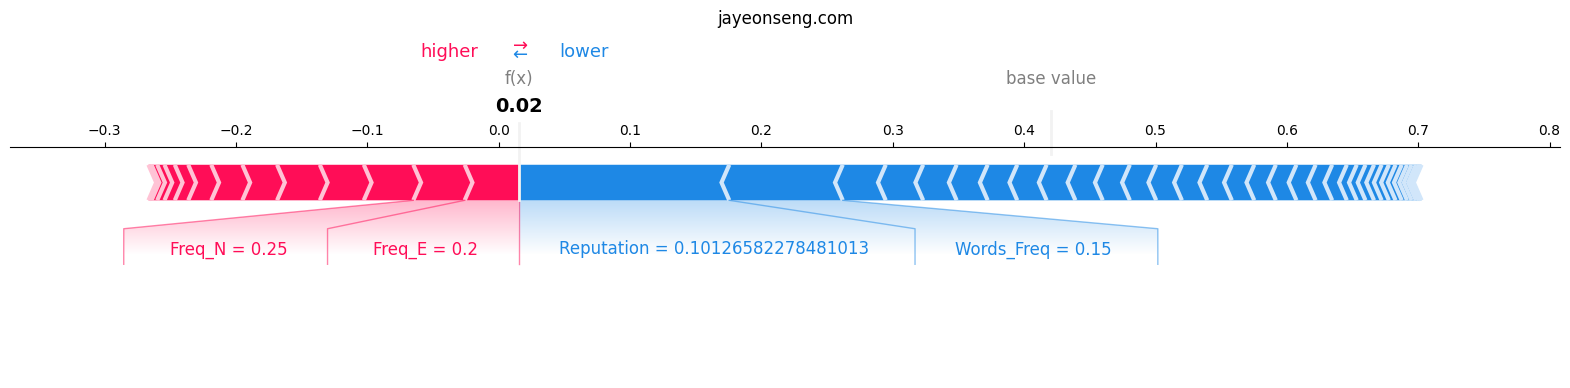 jayeonseng.com
higher ⇄ lower
f(x) base value
0.02
−0.3 −0.2 −0.1 0.0 0.1 0.2 0.3 0.4 0.5 0.6 0.7 0.8
Freq_N = 0.25 Freq_E = 0.2 Reputation = 0.10126582278481013 Words_Freq = 0.15